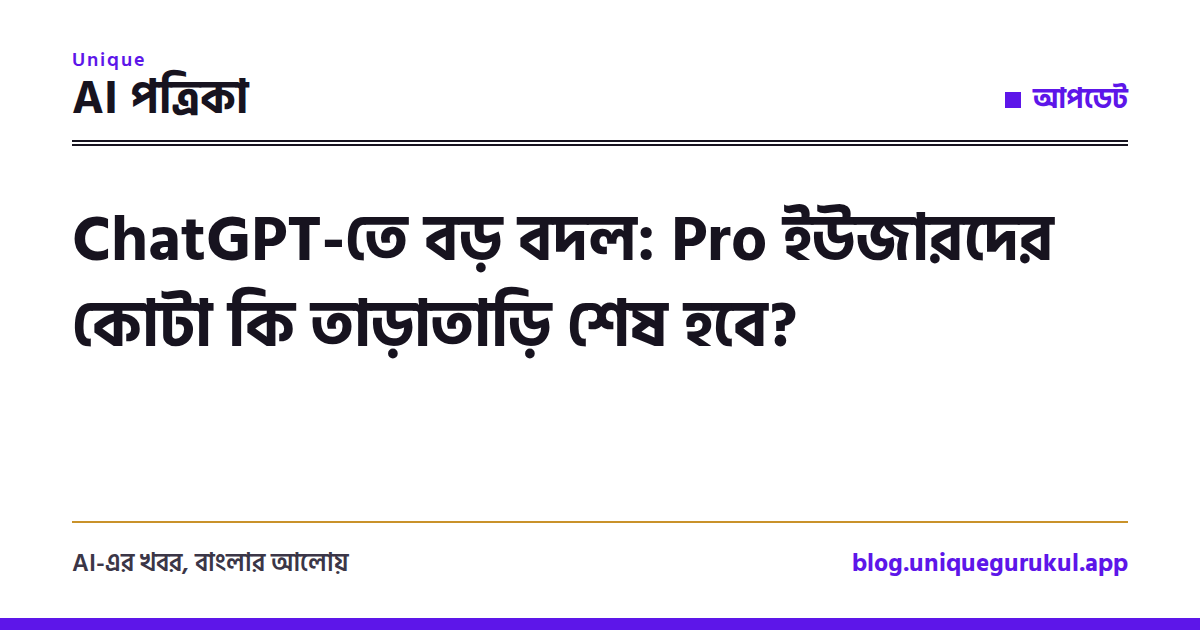 Unique
AI পত্রিকা
আপডেট
ChatGPT-তে বড় বদল: Pro ইউজারদের
কোটা কি তাড়াতাড়ি শেষ হবে?
AI-এর খবর, বাংলার আলোয়
blog.uniquegurukul.app